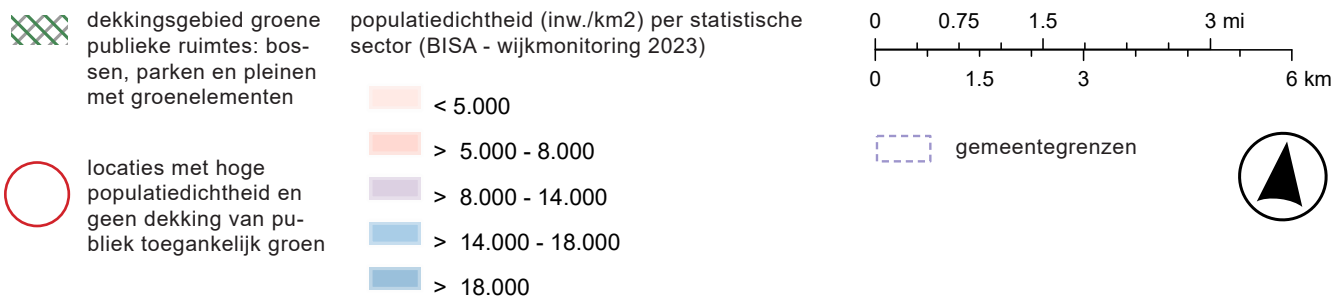 dekkingsgebied groene
publieke ruimtes: bos-
sen, parken en pleinen
met groenelementen
locaties met hoge
populatiedichtheid en
geen dekking van pu-
bliek toegankelijk groen
populatiedichtheid (inw./km2) per statistische
sector (BISA - wijkmonitoring 2023)
< 5.000
> 5.000 - 8.000
> 8.000 - 14.000
> 14.000 - 18.000
> 18.000
0 0.75 1.5 3 mi
0 1.5 3 6 km
gemeentegrenzen